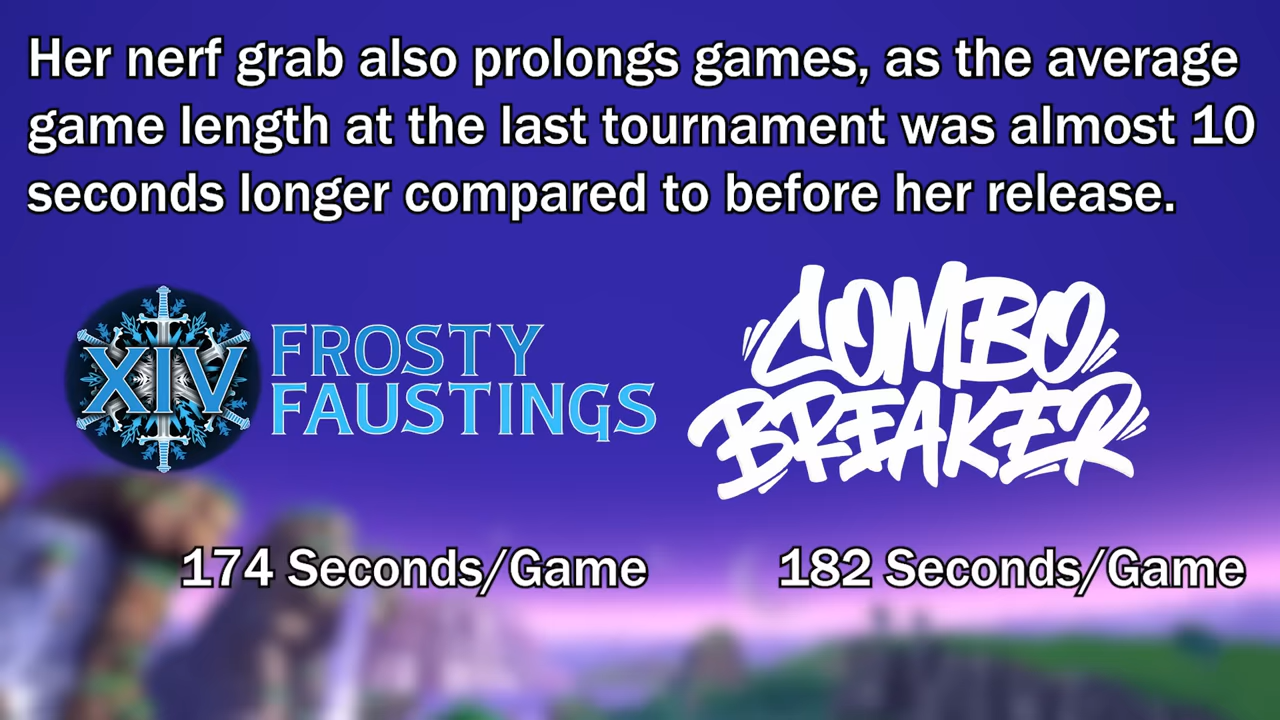 Her nerf grab also prolongs games, as the average
game length at the last tournament was almost 10
seconds longer compared to before her release.
XIV
FROSTY
FAUSTINGS
COMBO
BREAKER
174 Seconds/Game
182 Seconds/Game